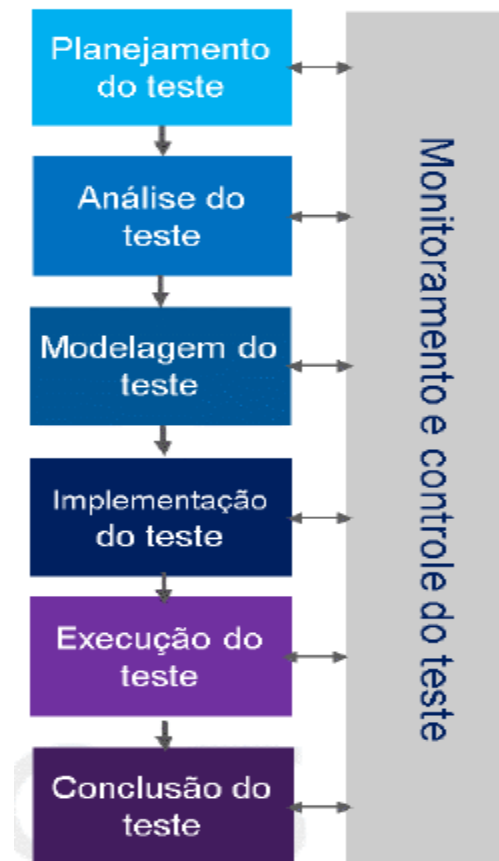 Planejamento
do teste
Análise do
teste
Modelagem do
teste
Implementação
do teste
Execução do
teste
Conclusão do
teste
Monitoramento e controle do teste